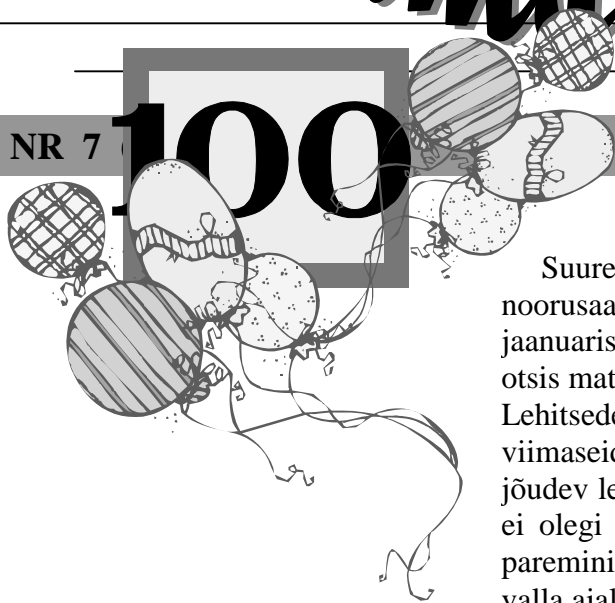 NR 7
100
Suure
noorusaa
jaanuaris
otsis mat
Lehitsede
viimaseid
jõudev le
ei olegi
paremini
valla ajal